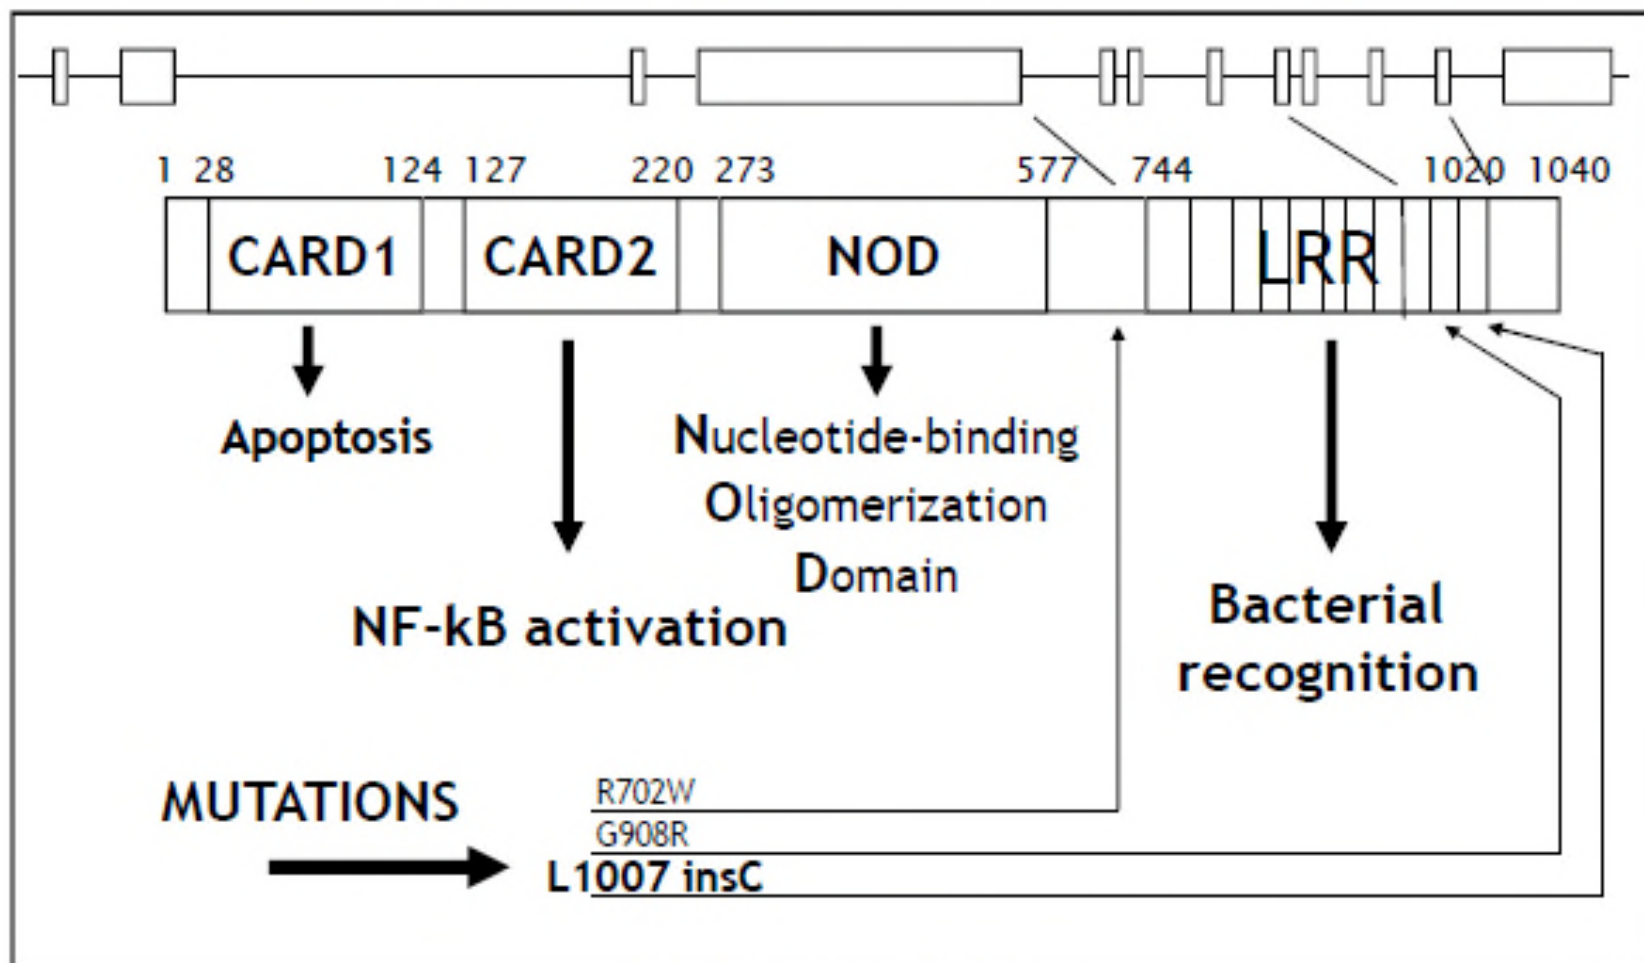 1 28 124 127 220 273 577 744 1020 1040
CARD1 CARD2 NOD LRR
Apoptosis
Nucleotide-binding
Oligomerization
Domain
NF-kB activation
Bacterial
recognition
MUTATIONS
R702W
G908R
L1007 insC